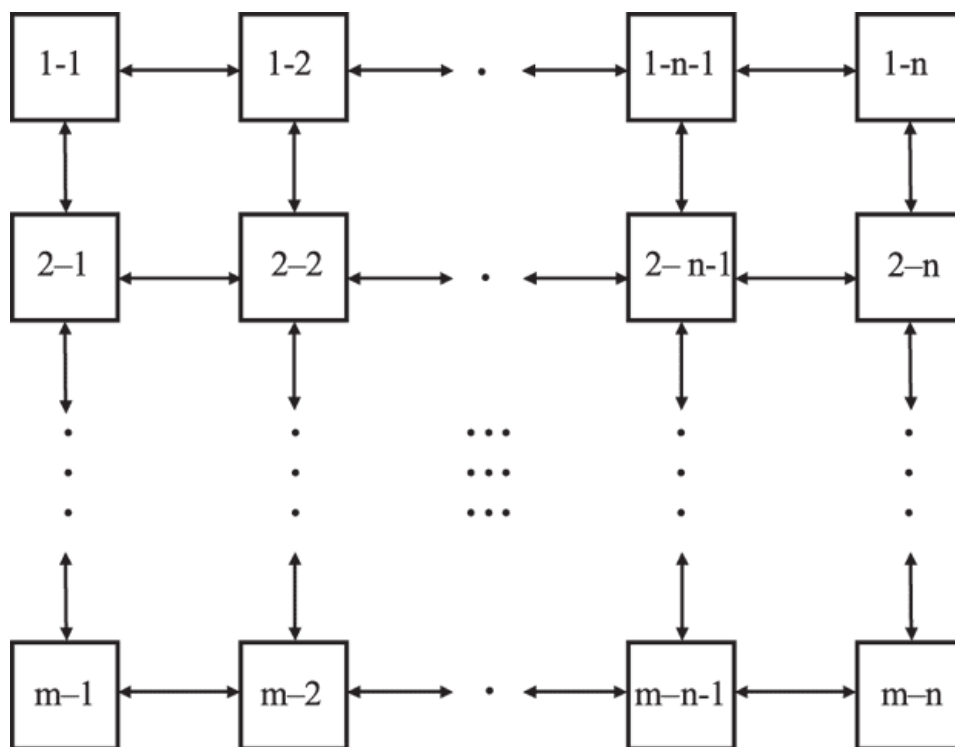 1-1 1-2 1-n-1 1-n
2–1 2–2 2– n-1 2–n
m–1 m–2 m–n-1 m–n